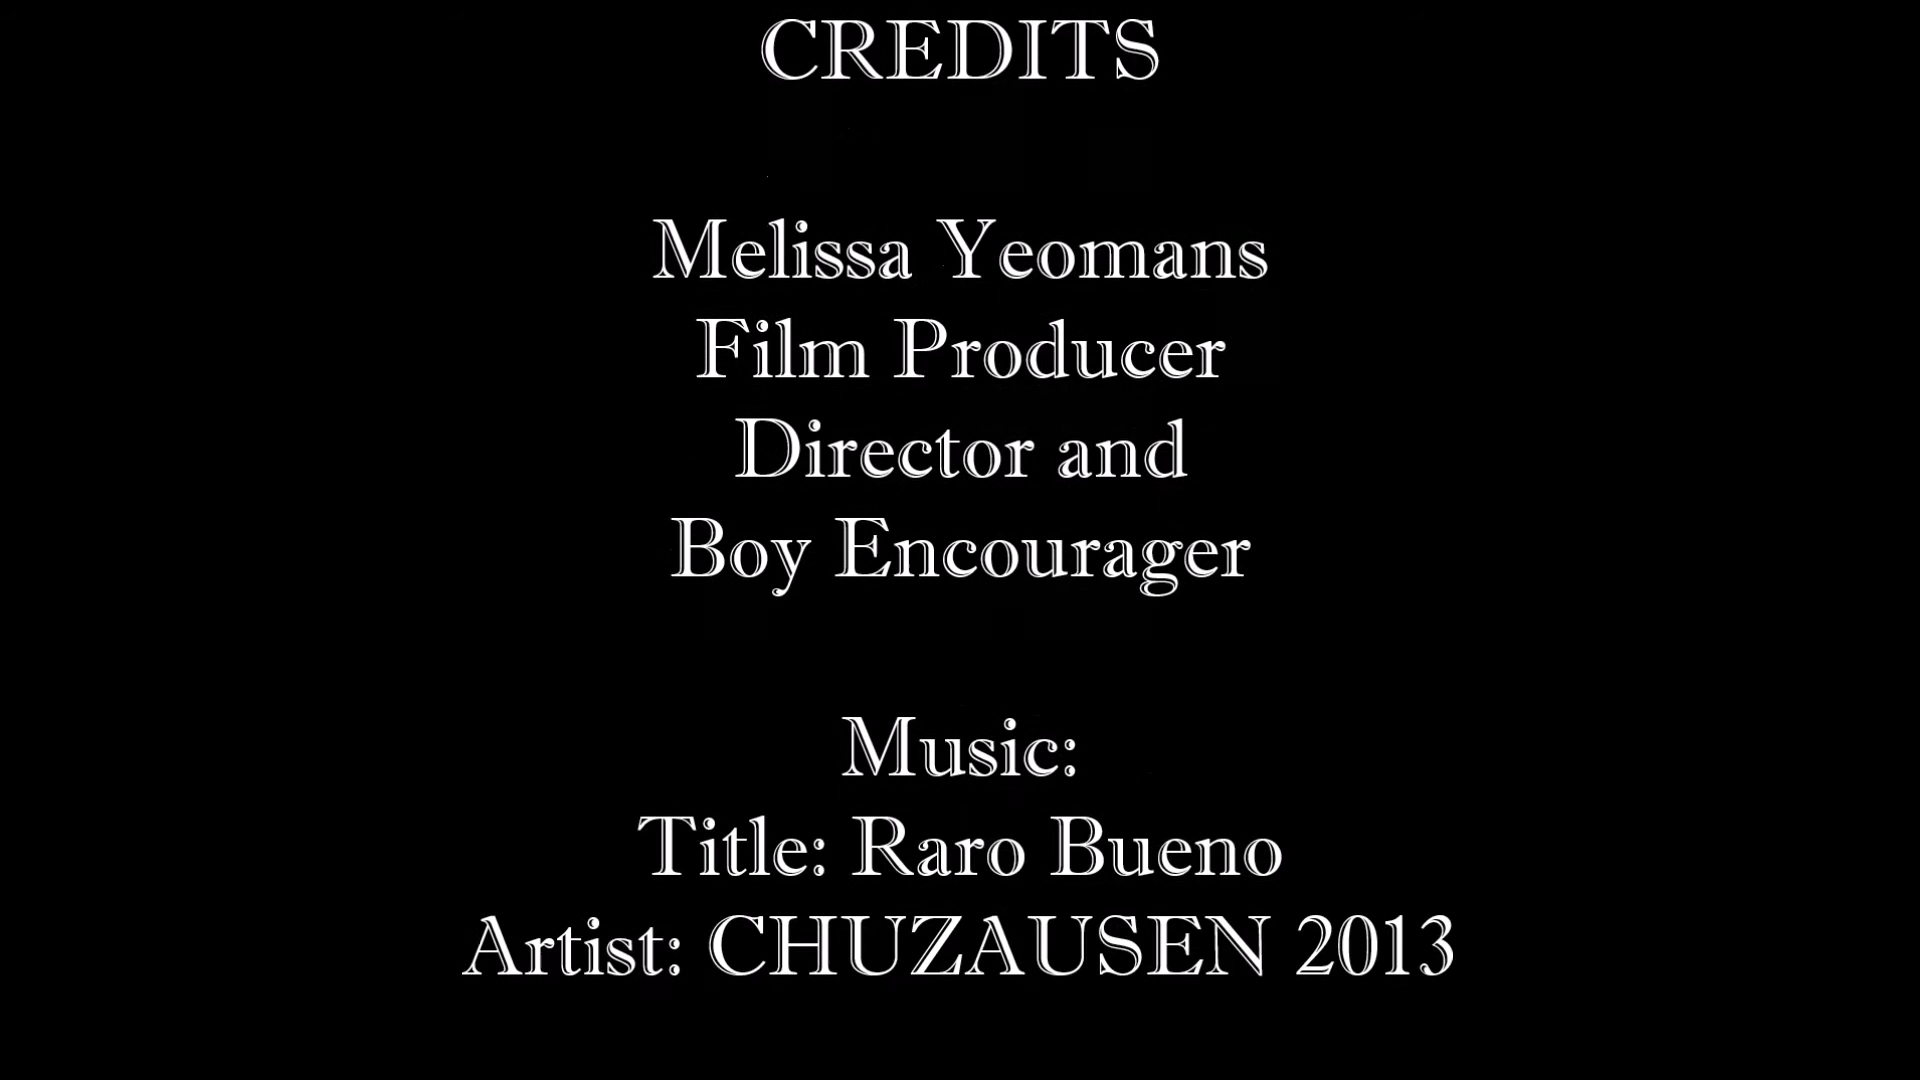 CREDITS
Melissa Yeomans
Film Producer
Director and
Boy Encourager
Music:
Title: Raro Bueno
Artist: CHUZAUSEN 2013